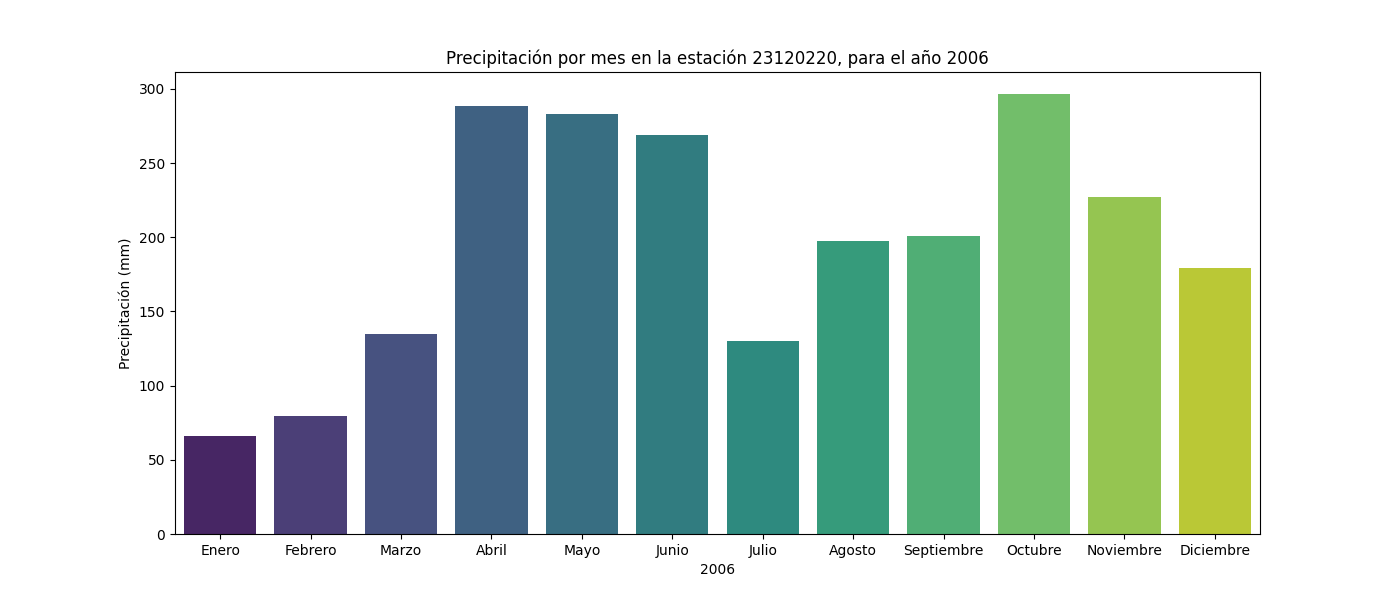 Precipitación por mes en la estación 23120220, para el año 2006
Precipitación (mm)
300
250
200
150
100
50
0
Enero Febrero Marzo Abril Mayo Junio Julio Agosto Septiembre Octubre Noviembre Diciembre
2006